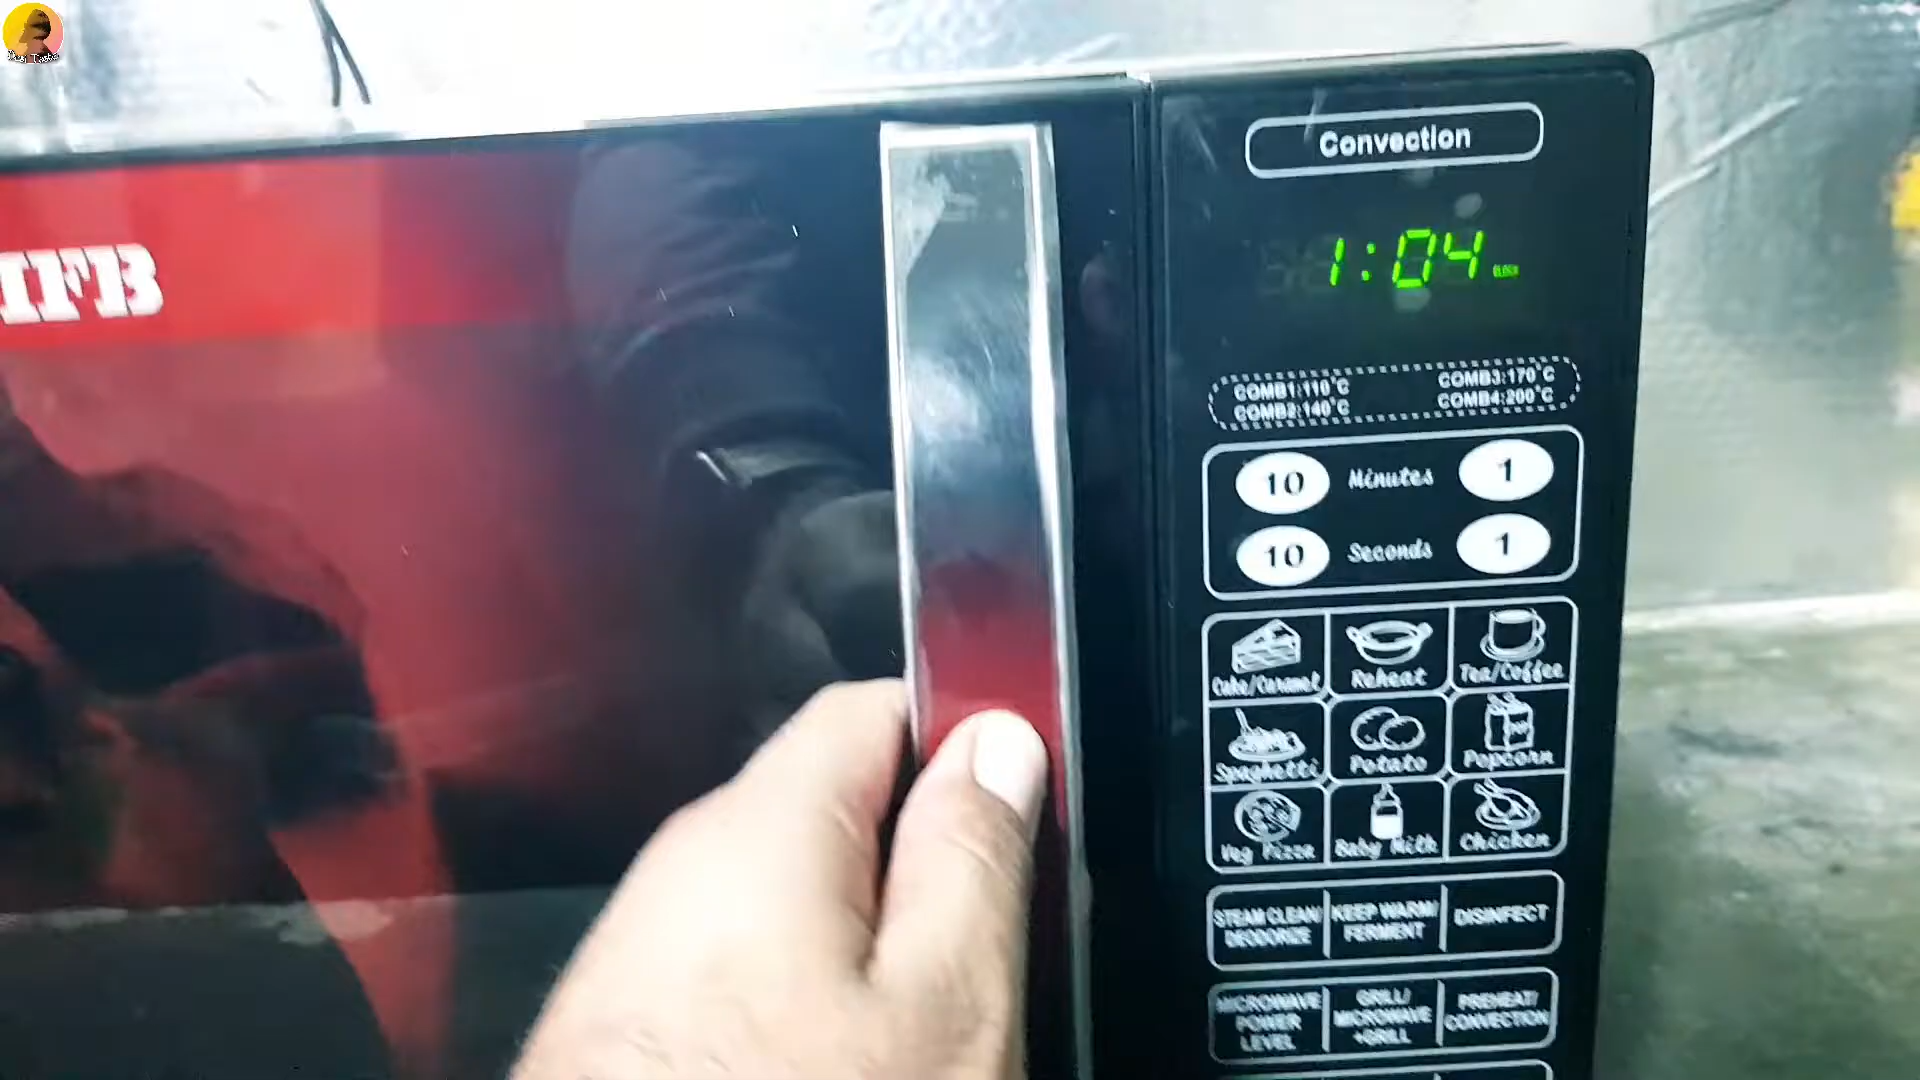 IFB
Convection
1:04
CLOCK
COMB1:110°C COMB3:170°C
COMB2:140°C COMB4:200°C
10 Minutes 1
10 Seconds 1
Cake/Caramel Reheat Tea/Coffee
Spaghetti Potato Popcorn
Veg Pizza Baby Milk Chicken
STEAM CLEAN/ DEODORIZE
KEEP WARM/ FERMENT
DISINFECT
MICROWAVE POWER LEVEL
GRILL/ MICROWAVE +GRILL
PREHEAT/ CONVECTION